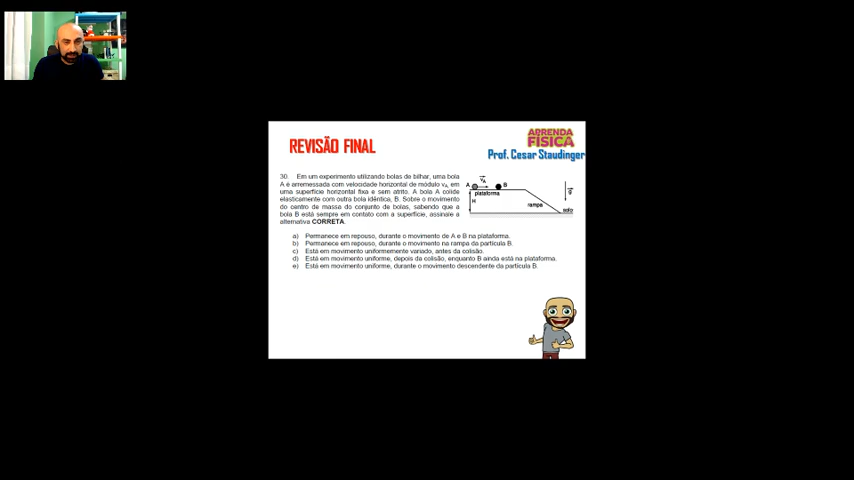 APRENDA
FÍSICA
REVISÃO FINAL
Prof. Cesar Staudinger
30. Em um experimento utilizando bolas de bilhar, uma bola
A é arremessada com velocidade horizontal de módulo vA em
uma superfície horizontal fixa e sem atrito. A bola A colide
elasticamente com outra bola idêntica, B. Sobre o movimento
do centro de massa do conjunto de bolas, sabendo que a
bola B está sempre em contato com a superfície, assinale a
alternativa CORRETA.
A vA B
plataforma
H
rampa
g
solo
a) Permanece em repouso, durante o movimento de A e B na plataforma.
b) Permanece em repouso, durante o movimento na rampa da partícula B.
c) Está em movimento uniformemente variado, antes da colisão.
d) Está em movimento uniforme, depois da colisão, enquanto B ainda está na plataforma.
e) Está em movimento uniforme, durante o movimento descendente da partícula B.